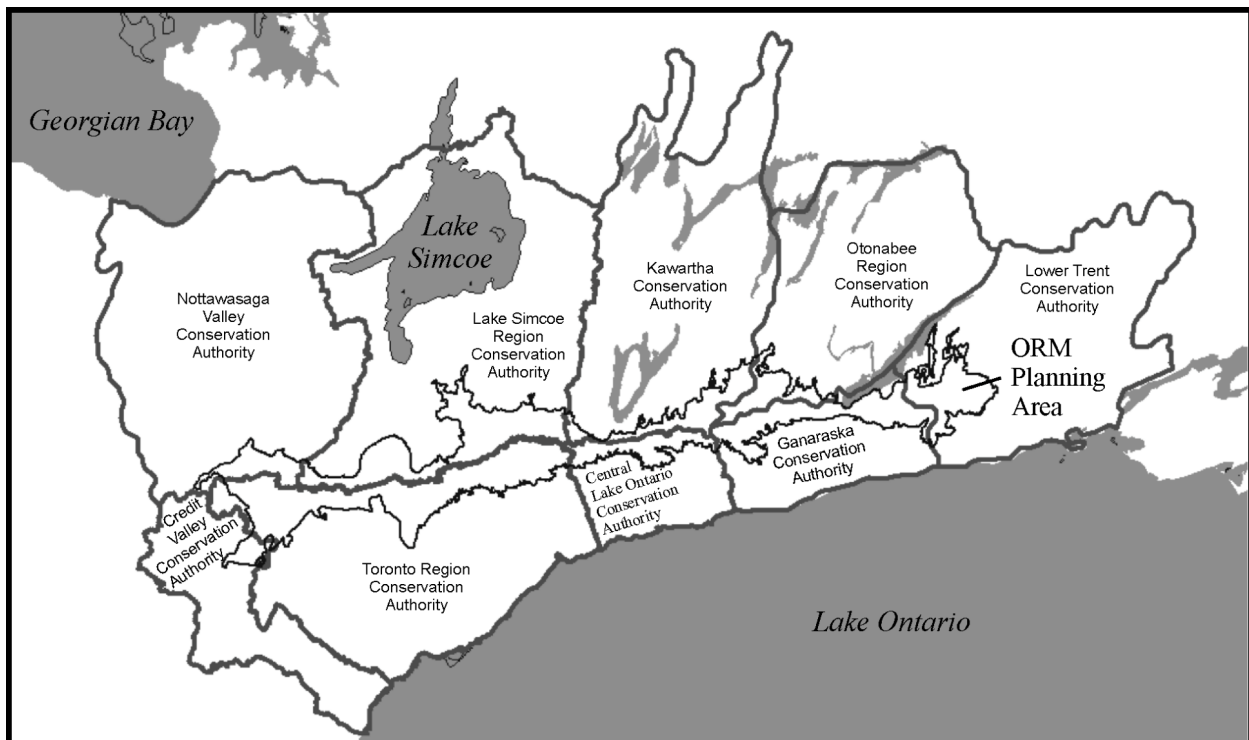 Georgian Bay
Lake
Simcoe
Nottawasaga
Valley
Conservation
Authority
Lake Simcoe
Region
Conservation
Authority
Kawartha
Conservation
Authority
Otonabee
Region
Conservation
Authority
Lower Trent
Conservation
Authority
ORM
Planning
Area
Ganaraska
Conservation
Authority
Central
Lake Ontario
Conservation
Authority
Credit
Valley
Conservation
Authority
Toronto Region
Conservation
Authority
Lake Ontario